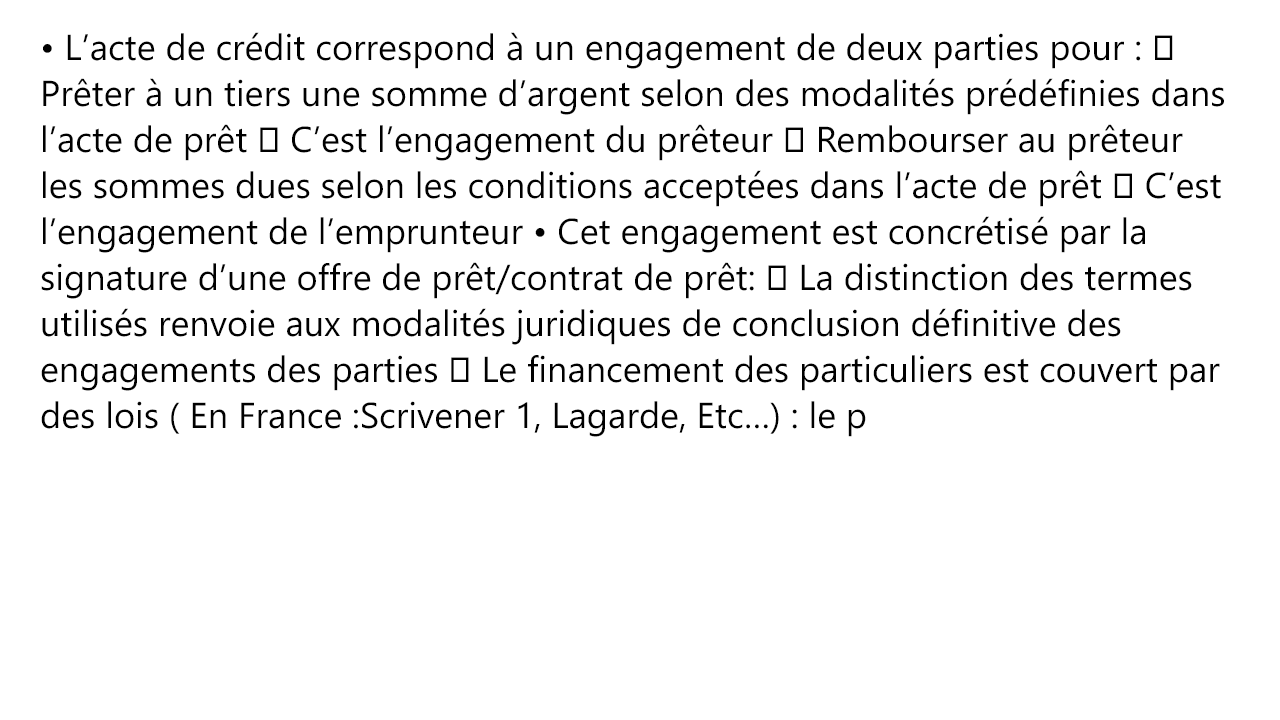 • L’acte de crédit correspond à un engagement de deux parties pour : 
Prêter à un tiers une somme d’argent selon des modalités prédéfinies dans
l’acte de prêt  C’est l’engagement du prêteur  Rembourser au prêteur
les sommes dues selon les conditions acceptées dans l’acte de prêt  C’est
l’engagement de l’emprunteur • Cet engagement est concrétisé par la
signature d’une offre de prêt/contrat de prêt:  La distinction des termes
utilisés renvoie aux modalités juridiques de conclusion définitive des
engagements des parties  Le financement des particuliers est couvert par
des lois ( En France :Scrivener 1, Lagarde, Etc…) : le p